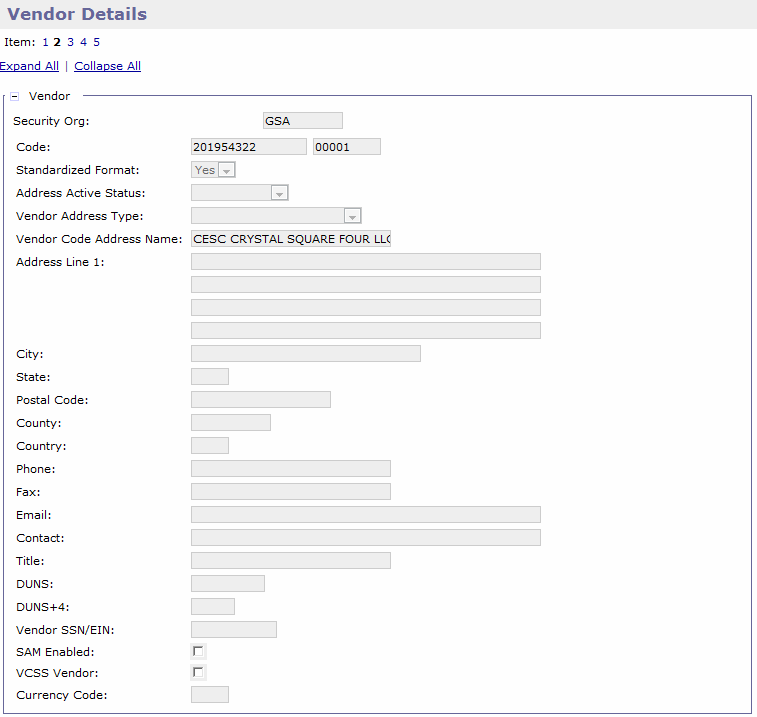 Vendor Details
Item: 1 2 3 4 5
Expand All | Collapse All
Vendor
Security Org: GSA
Code: 201954322 00001
Standardized Format: Yes
Address Active Status:
Vendor Address Type:
Vendor Code Address Name: CESC CRYSTAL SQUARE FOUR LLC
Address Line 1:
City:
State:
Postal Code:
County:
Country:
Phone:
Fax:
Email:
Contact:
Title:
DUNS:
DUNS+4:
Vendor SSN/EIN:
SAM Enabled:
VCSS Vendor:
Currency Code: